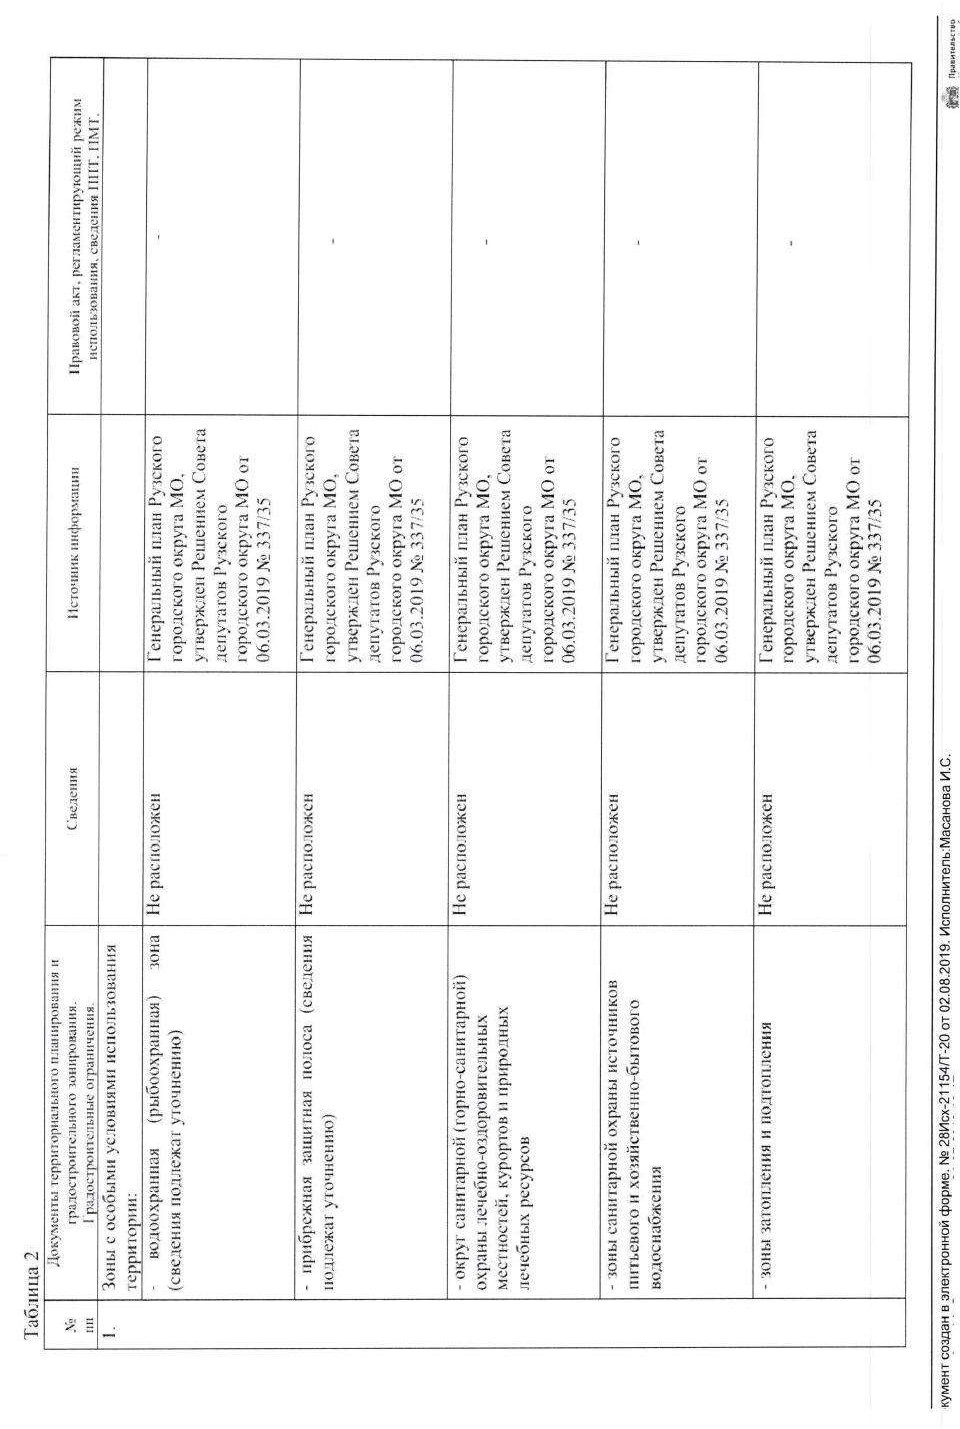 Таблица 2
№
пп
Документы территориального планирования и
градостроительного зонирования.
Градостроительные ограничения.
Сведения
Источник информации
Правовой акт, регламентирующий режим
использования, сведения ППТ, ПМТ.
1.
Зоны с особыми условиями использования
территории:
- водоохранная (рыбоохранная) зона
(сведения подлежат уточнению)
Не расположен
Генеральный план Рузского
городского округа МО,
утвержден Решением Совета
депутатов Рузского
городского округа МО от
06.03.2019 № 337/35
-
- прибрежная защитная полоса (сведения
подлежат уточнению)
Не расположен
Генеральный план Рузского
городского округа МО,
утвержден Решением Совета
депутатов Рузского
городского округа МО от
06.03.2019 № 337/35
-
- округ санитарной (горно-санитарной)
охраны лечебно-оздоровительных
местностей, курортов и природных
лечебных ресурсов
Не расположен
Генеральный план Рузского
городского округа МО,
утвержден Решением Совета
депутатов Рузского
городского округа МО от
06.03.2019 № 337/35
-
- зоны санитарной охраны источников
питьевого и хозяйственно-бытового
водоснабжения
Не расположен
Генеральный план Рузского
городского округа МО,
утвержден Решением Совета
депутатов Рузского
городского округа МО от
06.03.2019 № 337/35
-
- зоны затопления и подтопления
Не расположен
Генеральный план Рузского
городского округа МО,
утвержден Решением Совета
депутатов Рузского
городского округа МО от
06.03.2019 № 337/35
-
кумент создан в электронной форме. № 28Исх-21154/Т-20 от 02.08.2019. Исполнитель:Масанова И.С.
Правительство